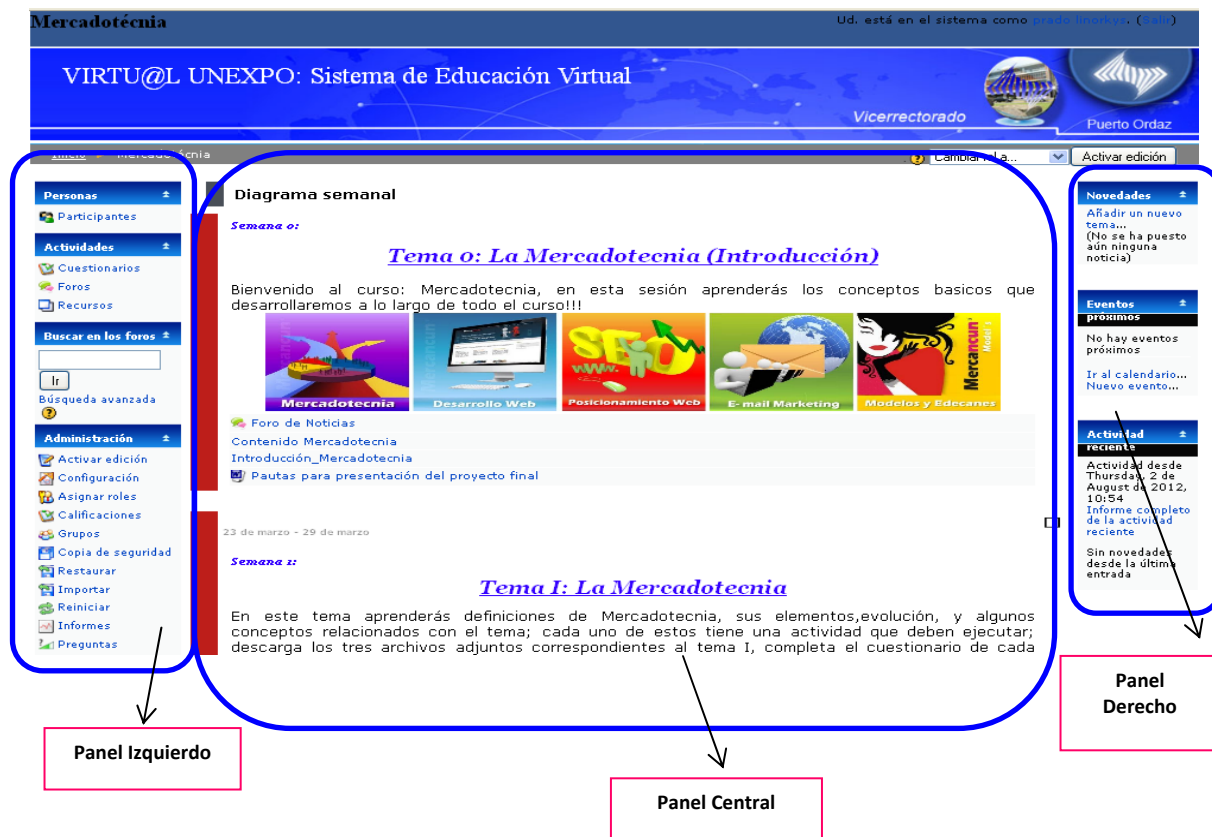 Mercadotécnia
Ud. está en el sistema como prado linorkys. (Salir)
VIRTU@L UNEXPO: Sistema de Educación Virtual
Vicerrectorado
Puerto Ordaz
Inicio ► Mercadotécnia
Cambiar rol a...
Activar edición
Personas
Participantes
Actividades
Cuestionarios
Foros
Recursos
Buscar en los foros
Ir
Búsqueda avanzada
Administración
Activar edición
Configuración
Asignar roles
Calificaciones
Grupos
Copia de seguridad
Restaurar
Importar
Reiniciar
Informes
Preguntas
Diagrama semanal
Semana 0:
Tema 0: La Mercadotecnia (Introducción)
Bienvenido al curso: Mercadotecnia, en esta sesión aprenderás los conceptos basicos que
desarrollaremos a lo largo de todo el curso!!!
Mercancun
Mercadotecnia
Mercancun
Desarrollo Web
SEO
www.
Posicionamiento Web
E-mail Marketing
Mercancun'
Model's
Modelos y Edecanes
Foro de Noticias
Contenido Mercadotecnia
Introducción_Mercadotecnia
Pautas para presentación del proyecto final
23 de marzo - 29 de marzo
Semana 1:
Tema I: La Mercadotecnia
En este tema aprenderás definiciones de Mercadotecnia, sus elementos,evolución, y algunos
conceptos relacionados con el tema; cada uno de estos tiene una actividad que deben ejecutar;
descarga los tres archivos adjuntos correspondientes al tema I, completa el cuestionario de cada
Novedades
Añadir un nuevo
tema...
(No se ha puesto
aún ninguna
noticia)
Eventos
próximos
No hay eventos
próximos
Ir al calendario...
Nuevo evento...
Actividad
reciente
Actividad desde
Thursday, 2 de
August de 2012,
10:54
Informe completo
de la actividad
reciente
Sin novedades
desde la última
entrada
Panel Izquierdo
Panel Central
Panel
Derecho